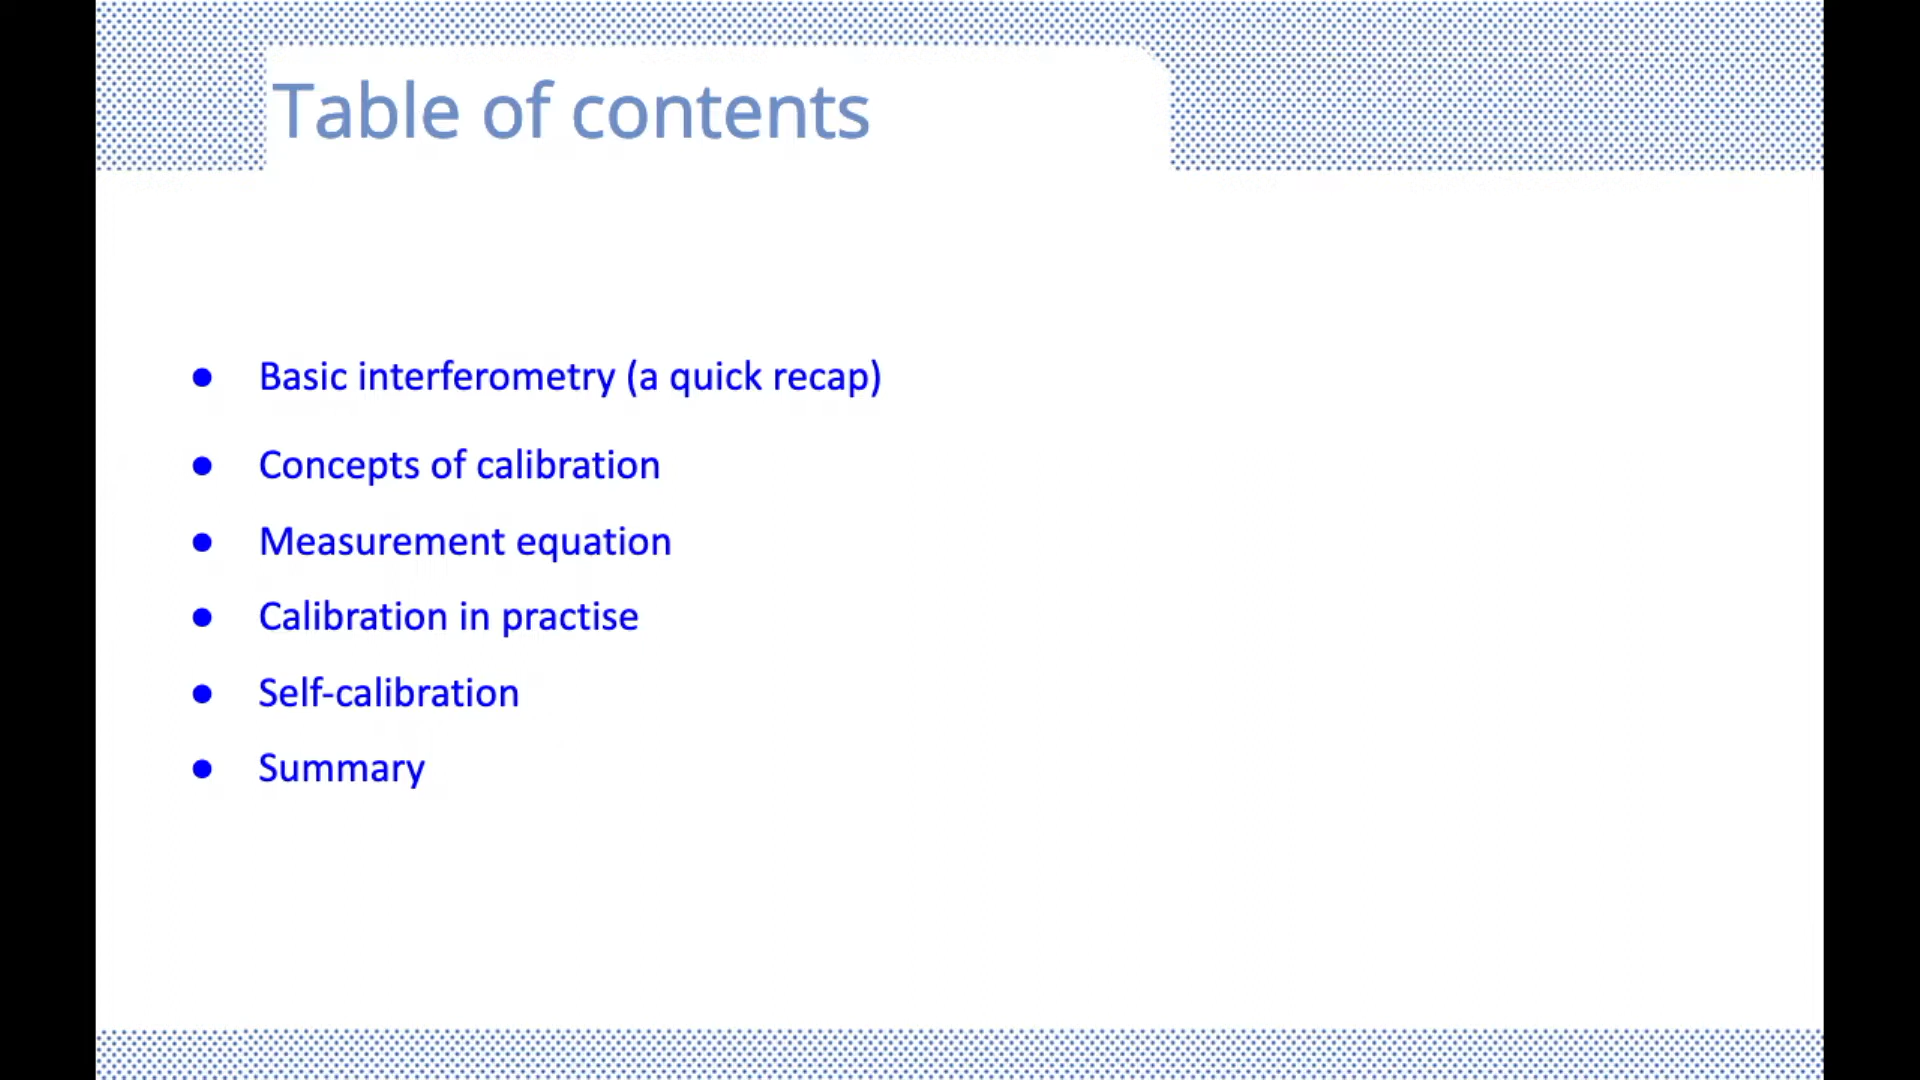 Table of contents
● Basic interferometry (a quick recap)
● Concepts of calibration
● Measurement equation
● Calibration in practise
● Self-calibration
● Summary